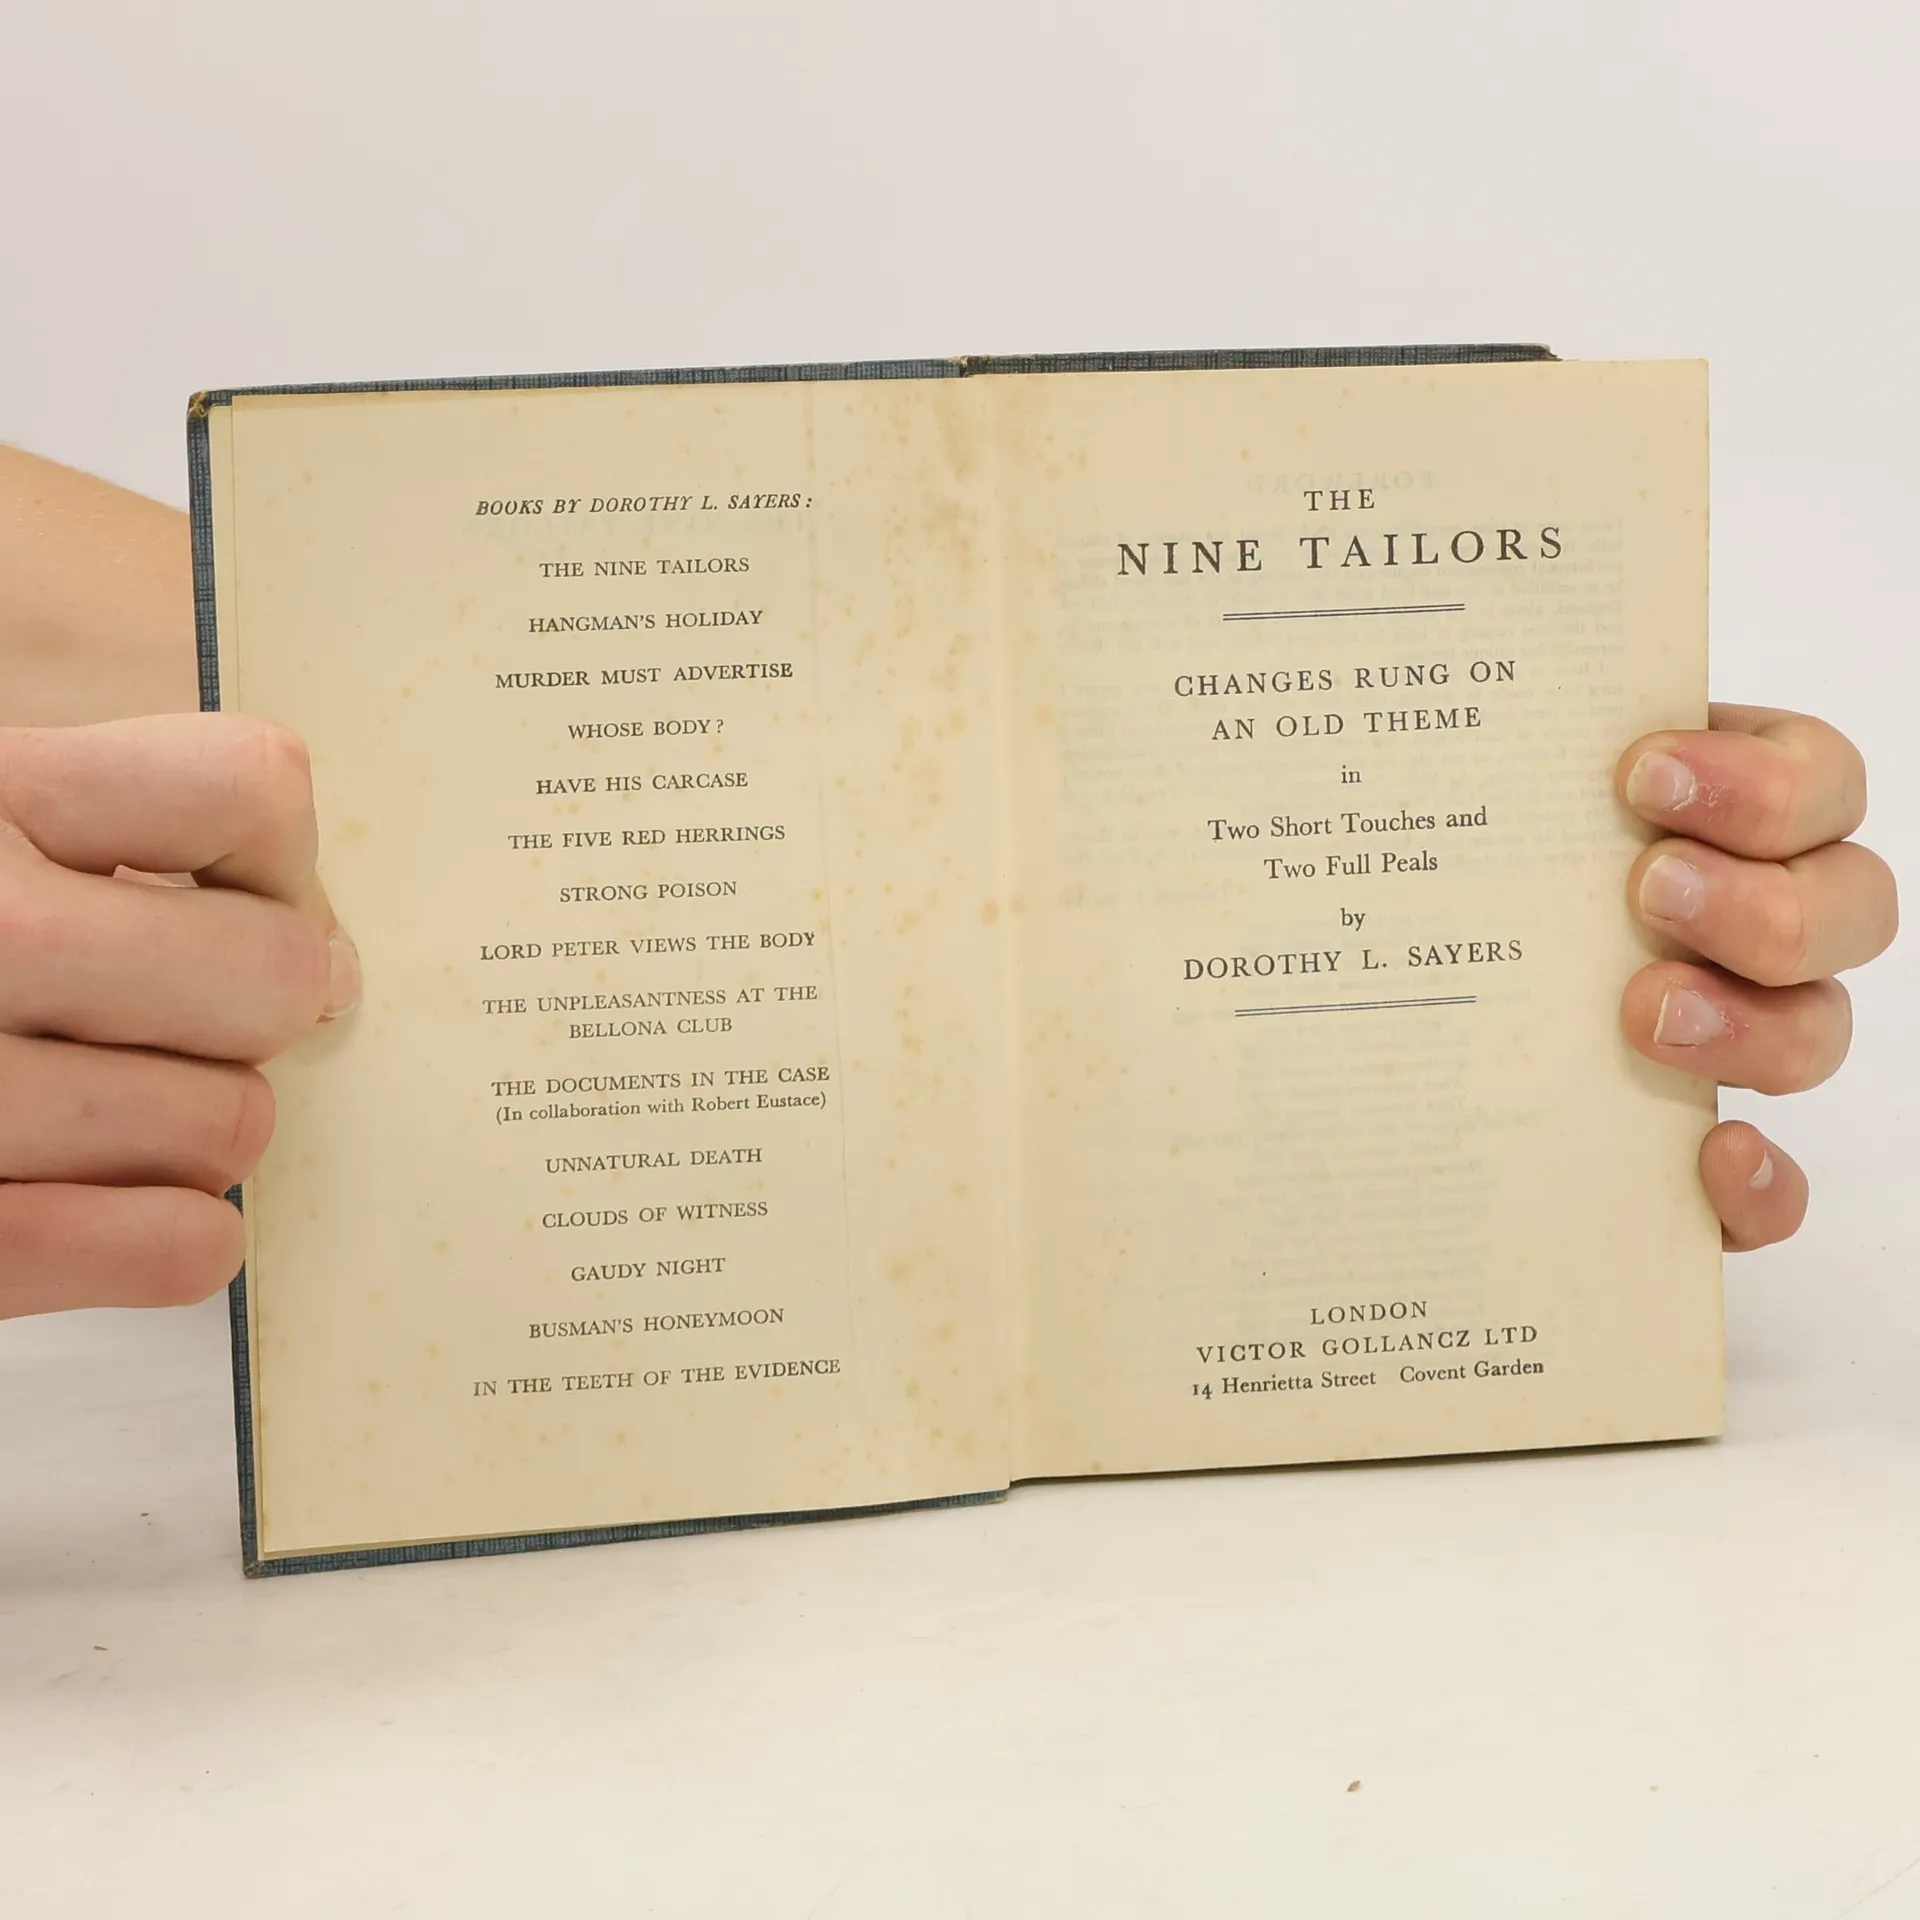 BOOKS BY DOROTHY L. SAYERS:
THE NINE TAILORS
HANGMAN'S HOLIDAY
MURDER MUST ADVERTISE
WHOSE BODY?
HAVE HIS CARCASE
THE FIVE RED HERRINGS
STRONG POISON
LORD PETER VIEWS THE BODY
THE UNPLEASANTNESS AT THE
BELLONA CLUB
THE DOCUMENTS IN THE CASE
(In collaboration with Robert Eustace)
UNNATURAL DEATH
CLOUDS OF WITNESS
GAUDY NIGHT
BUSMAN'S HONEYMOON
IN THE TEETH OF THE EVIDENCE
THE
NINE TAILORS
CHANGES RUNG ON
AN OLD THEME
in
Two Short Touches and
Two Full Peals
by
DOROTHY L. SAYERS
LONDON
VICTOR GOLLANCZ LTD
14 Henrietta Street Covent Garden